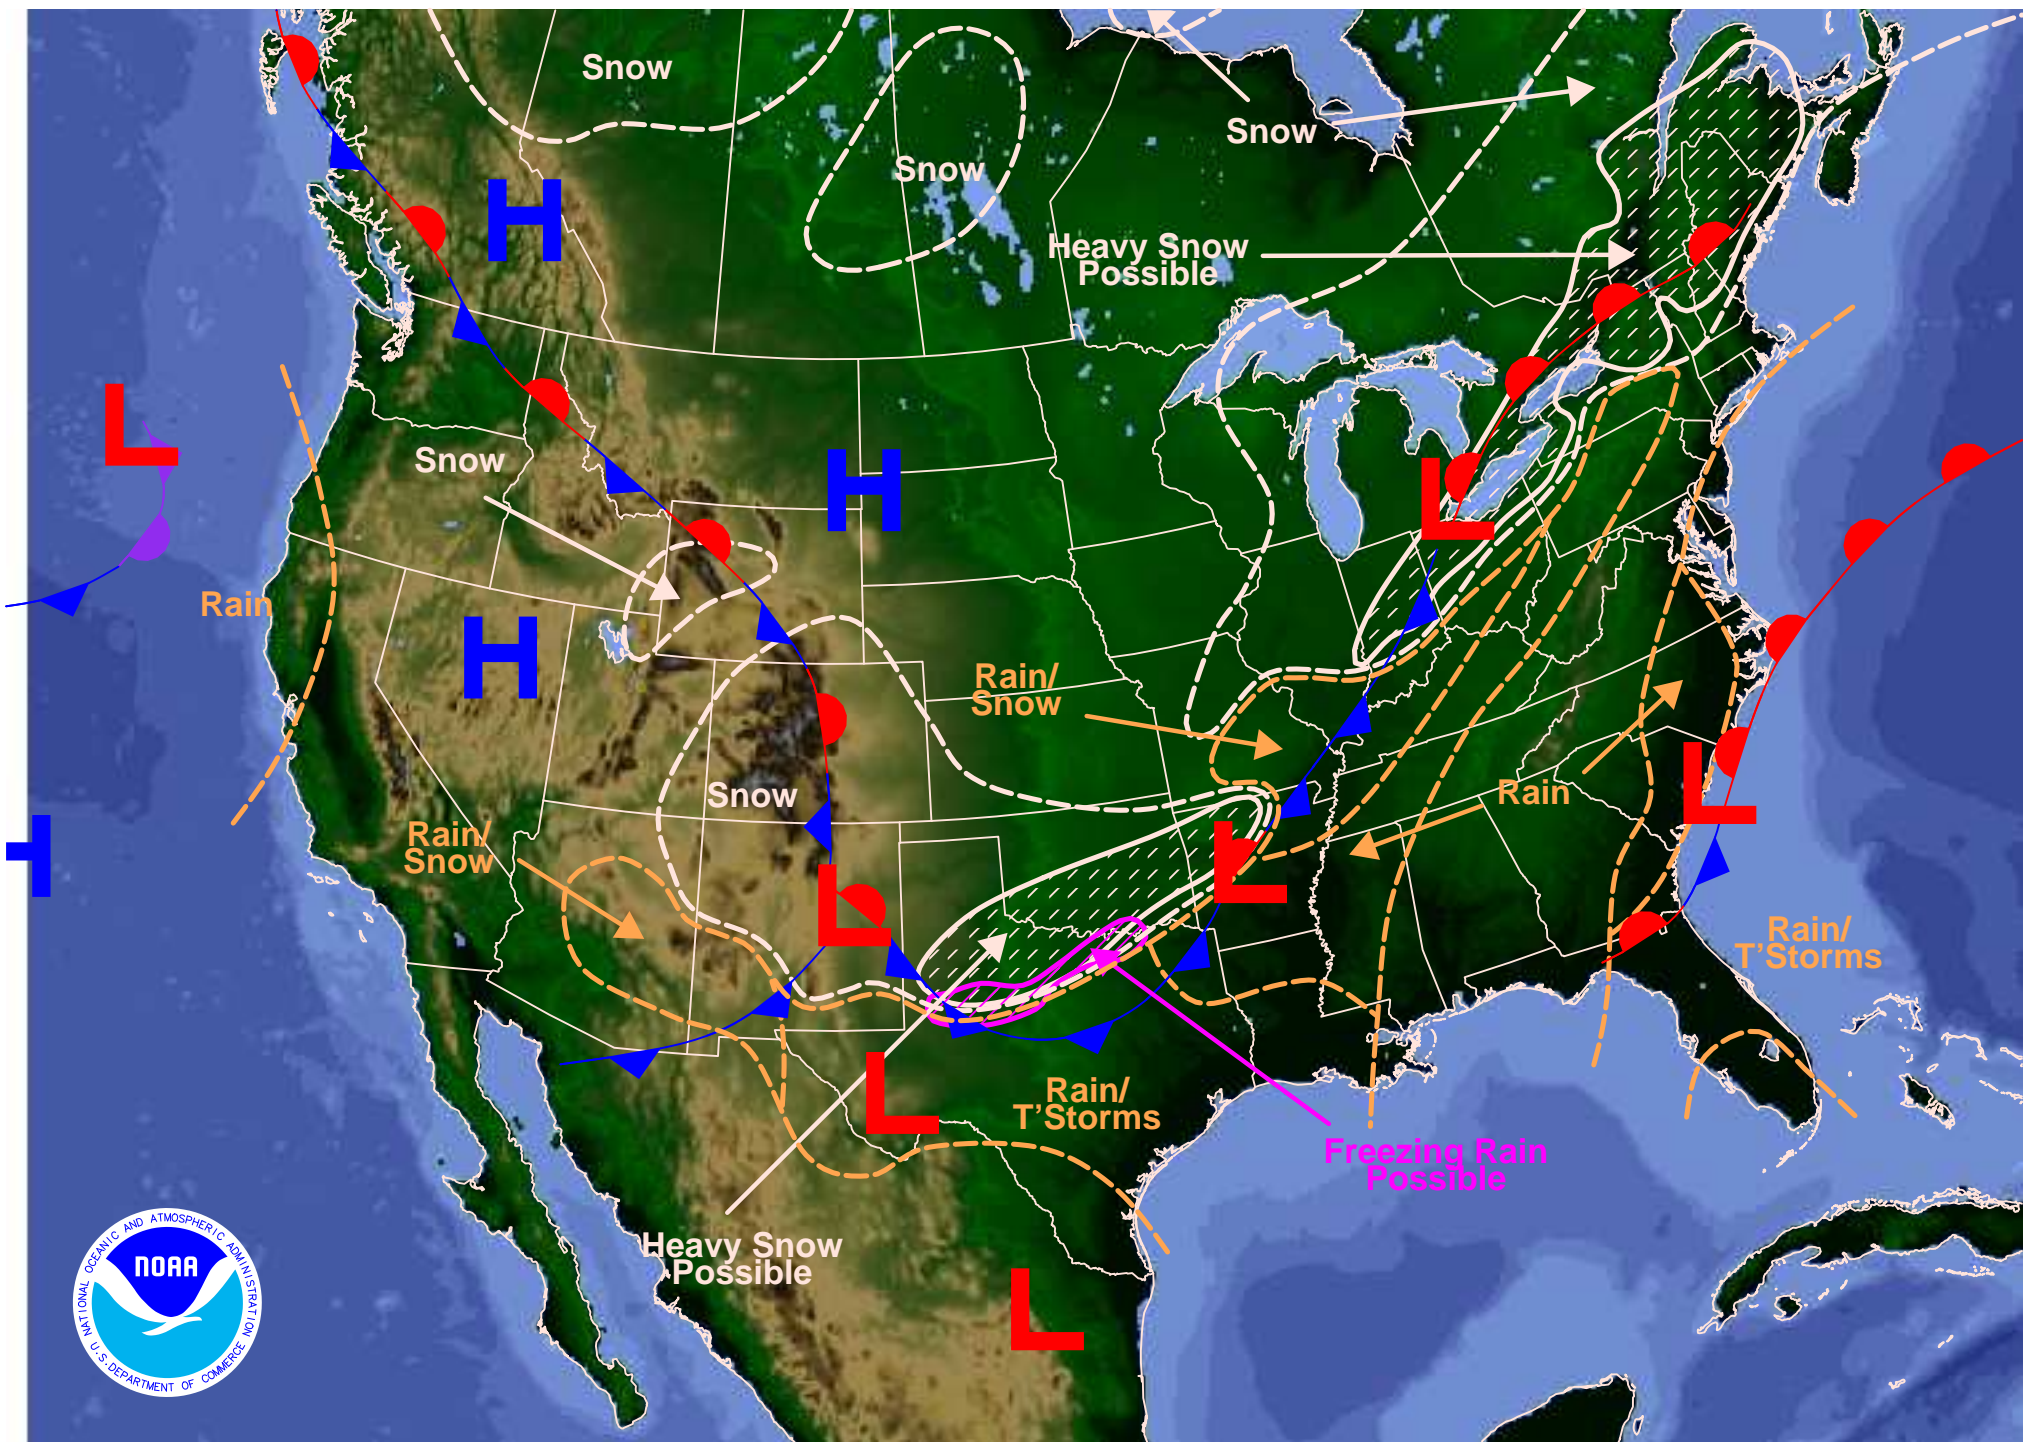 Snow
Snow
Snow
Heavy Snow
Possible
H
L
Snow
H
L
Rain
H
Rain/
Snow
Snow
Rain
L
Rain/
Snow
H
L
L
Rain/
T'Storms
L
Rain/
T'Storms
Freezing Rain
Possible
Heavy Snow
Possible
L
NATIONAL OCEANIC AND ATMOSPHERIC ADMINISTRATION
NOAA
U.S. DEPARTMENT OF COMMERCE